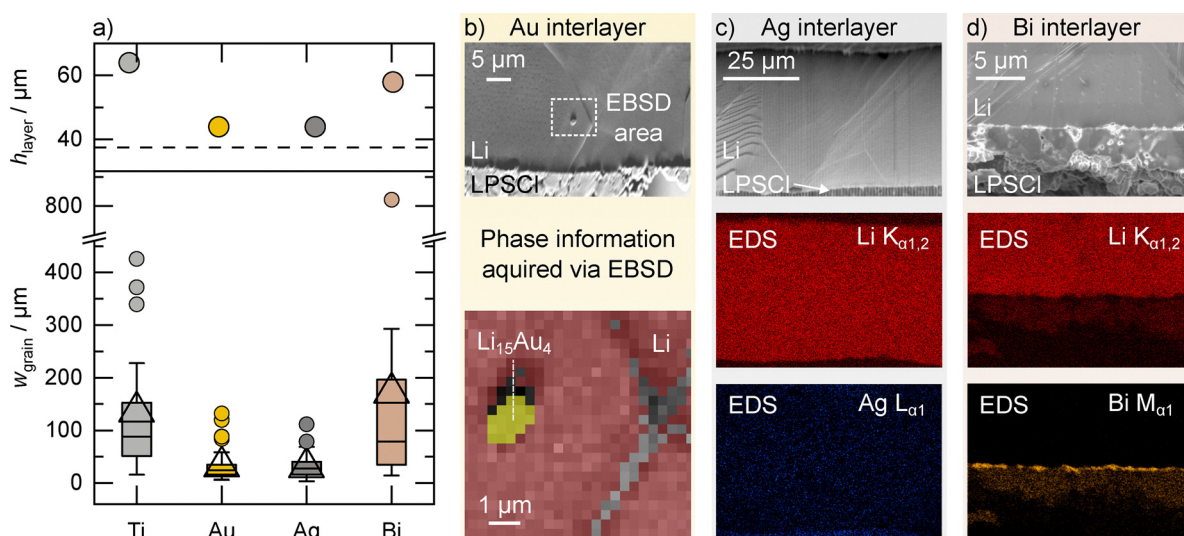 a)
h_layer / µm
60
40
w_grain / µm
800
400
300
200
100
0
Ti Au Ag Bi
b) Au interlayer
5 µm
EBSD
area
Li
LPSCl
Phase information
aquired via EBSD
Li₁₅Au₄
Li
1 µm
c) Ag interlayer
25 µm
Li
LPSCl
EDS Li Kα1,2
EDS Ag Lα1
d) Bi interlayer
5 µm
Li
LPSCl
EDS Li Kα1,2
EDS Bi Mα1